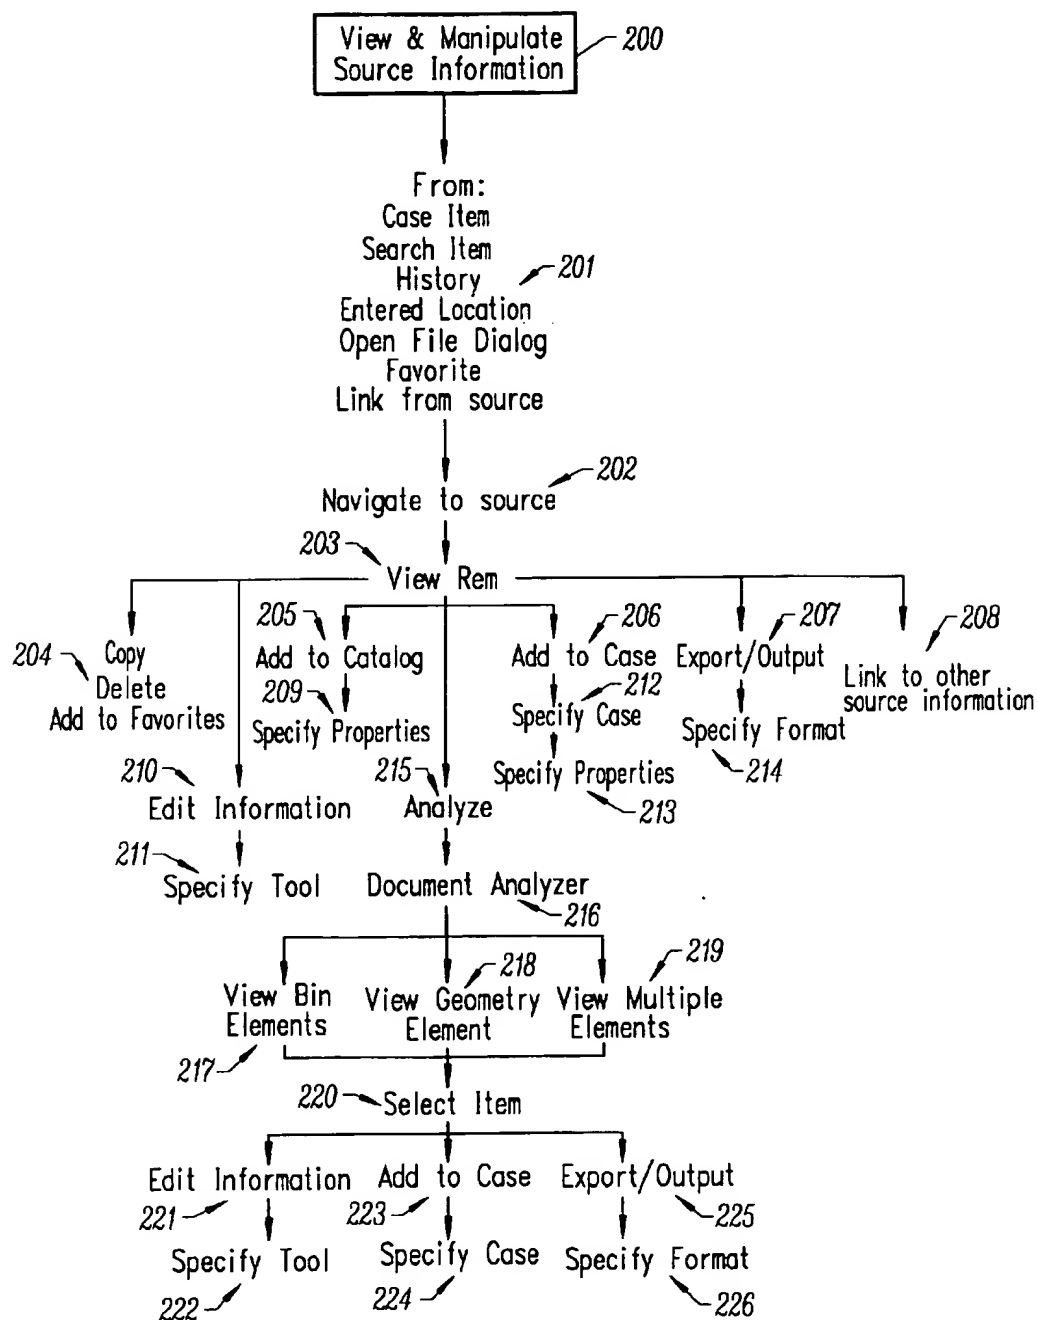 View & Manipulate
Source Information
200
From:
Case Item
Search Item
History
201
Entered Location
Open File Dialog
Favorite
Link from source
202
Navigate to source
203
View Rem
204
Copy
Delete
Add to Favorites
205
Add to Catalog
209
Specify Properties
206
Add to Case
212
Specify Case
Specify Properties
213
207
Export/Output
Specify Format
214
208
Link to other
source information
210
Edit Information
211
Specify Tool
215
Analyze
Document Analyzer
216
View Bin
Elements
217
218
View Geometry
Element
219
View Multiple
Elements
220
Select Item
Edit Information
221
Specify Tool
222
Add to Case
223
Specify Case
224
Export/Output
225
Specify Format
226